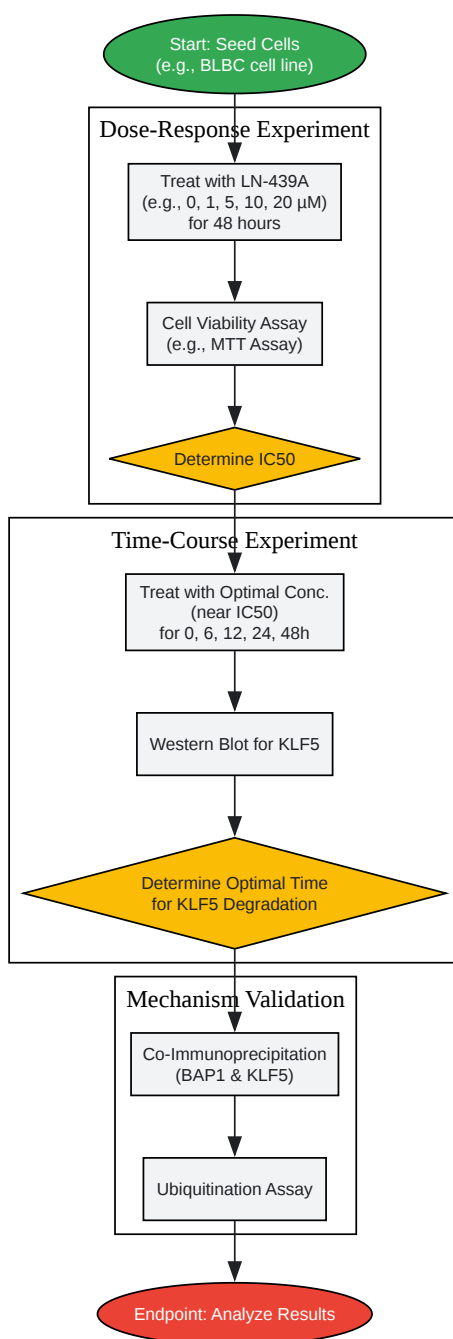 Start: Seed Cells
(e.g., BLBC cell line)
Dose-Response Experiment
Treat with LN-439A
(e.g., 0, 1, 5, 10, 20 µM)
for 48 hours
Cell Viability Assay
(e.g., MTT Assay)
Determine IC50
Time-Course Experiment
Treat with Optimal Conc.
(near IC50)
for 0, 6, 12, 24, 48h
Western Blot for KLF5
Determine Optimal Time
for KLF5 Degradation
Mechanism Validation
Co-Immunoprecipitation
(BAP1 & KLF5)
Ubiquitination Assay
Endpoint: Analyze Results